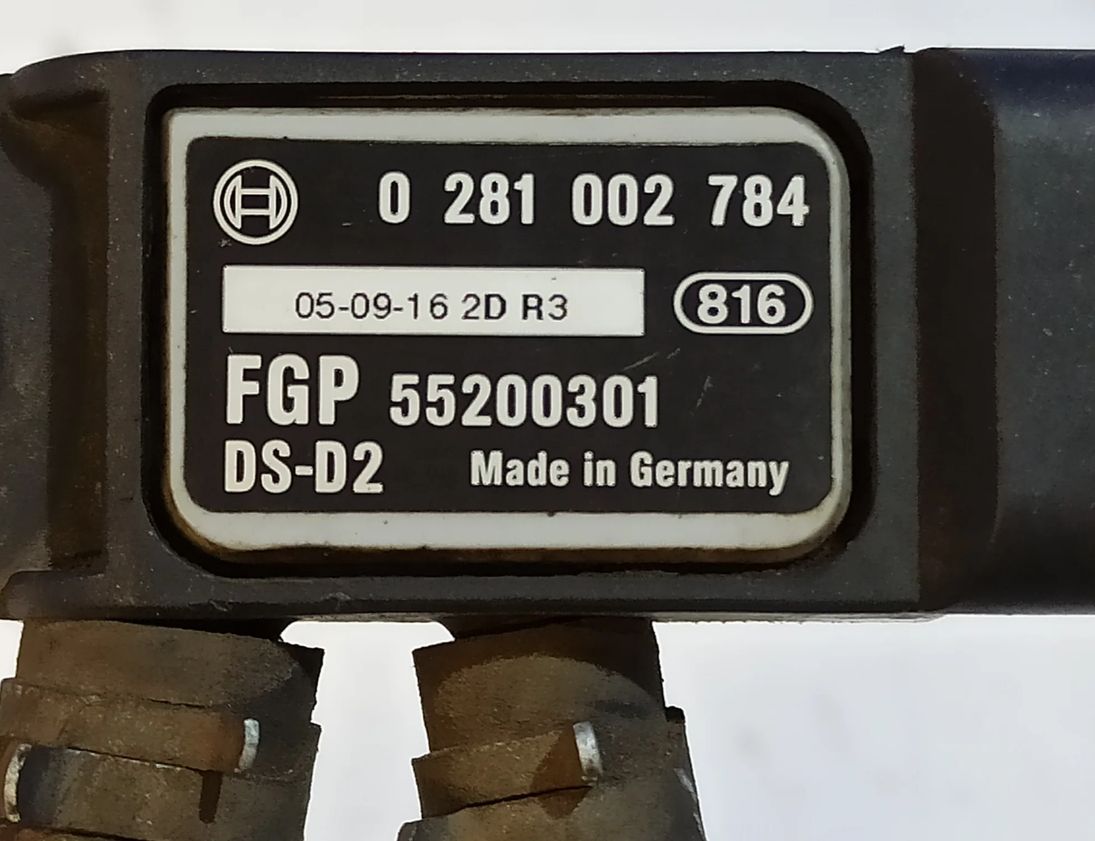 0 281 002 784
05-09-16 2D R3
816
FGP 55200301
DS-D2 Made in Germany